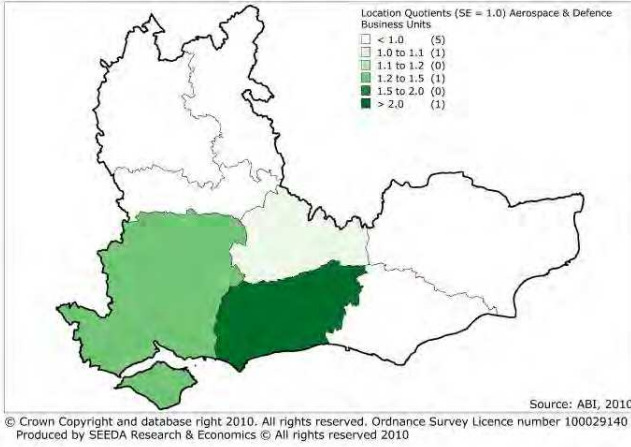 Location Quotients (SE = 1.0) Aerospace & Defence
Business Units
< 1.0 (5)
1.0 to 1.1 (1)
1.1 to 1.2 (0)
1.2 to 1.5 (1)
1.5 to 2.0 (0)
> 2.0 (1)
Source: ABI, 2010
© Crown Copyright and database right 2010. All rights reserved. Ordnance Survey Licence number 100029140
Produced by SEEDA Research & Economics © All rights reserved 2010